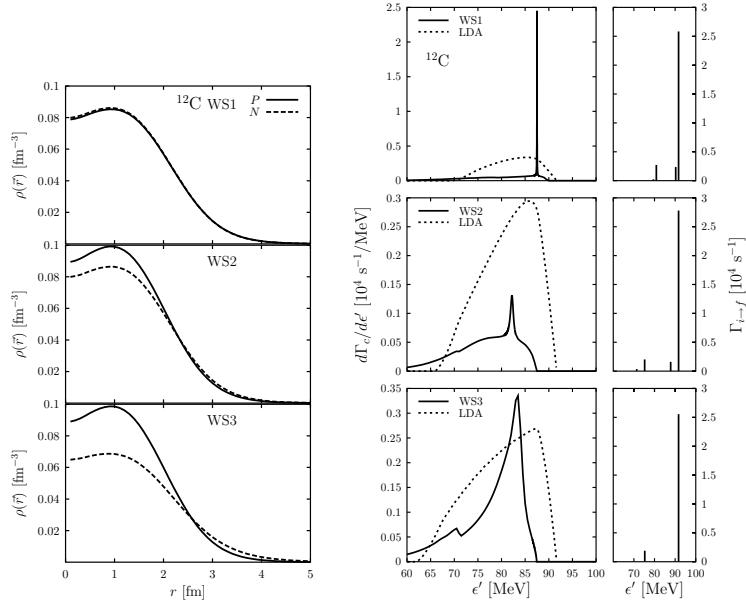 0.1
0.08
0.06
0.04
0.02
ρ(r⃗) [fm⁻³]
¹²C WS1
P
N
0.1
0.08
0.06
0.04
0.02
ρ(r⃗) [fm⁻³]
WS2
0.1
0.08
0.06
0.04
0.02
ρ(r⃗) [fm⁻³]
WS3
0 1 2 3 4 5
r [fm]
2.5
2
1.5
1
0.5
0
WS1
LDA
¹²C
3
2.5
2
1.5
1
0.5
0
0.3
0.25
0.2
0.15
0.1
0.05
0
WS2
LDA
3
2.5
2
1.5
1
0.5
0
dΓc/dϵ′ [10⁴ s⁻¹/MeV]
Γi→f [10⁴ s⁻¹]
0.35
0.3
0.25
0.2
0.15
0.1
0.05
0
WS3
LDA
3
2.5
2
1.5
1
0.5
0
60 65 70 75 80 85 90 95 100
70 80 90 100
ϵ′ [MeV]
ϵ′ [MeV]